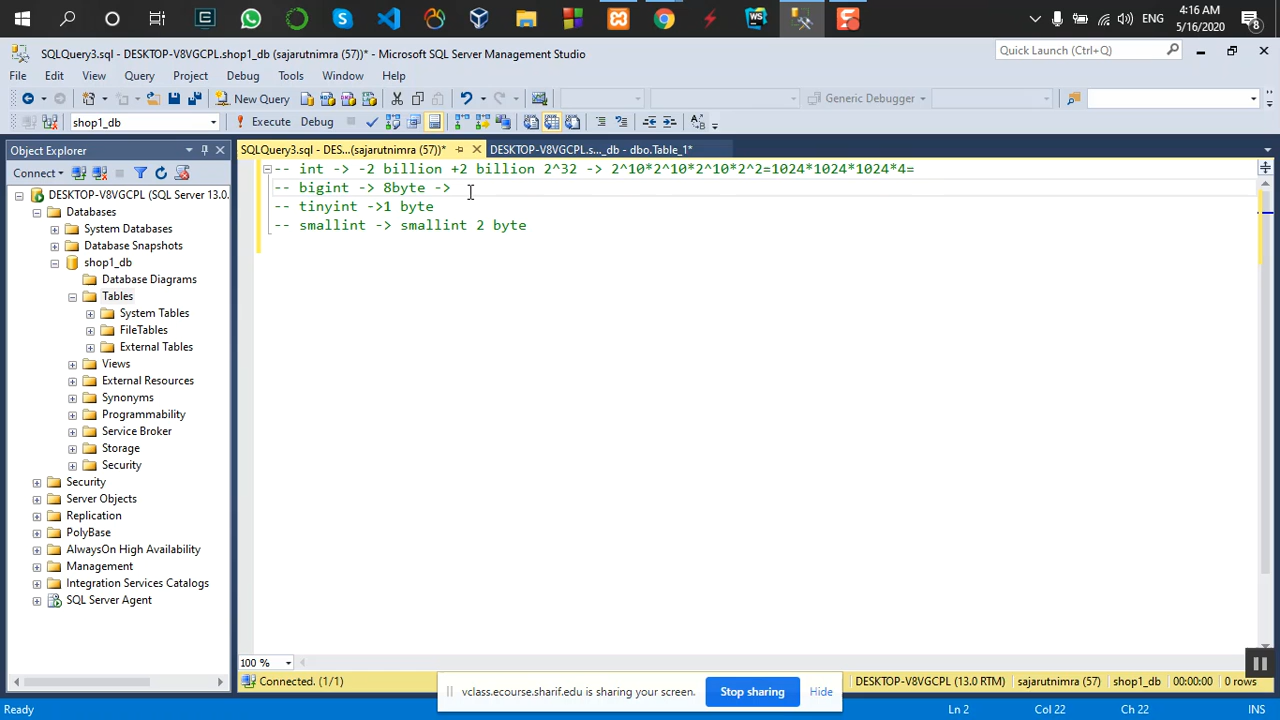 4:16 AM
ENG
5/16/2020
8
SQLQuery3.sql - DESKTOP-V8VGCPL.shop1_db (sajarutnimra (57))* - Microsoft SQL Server Management Studio
Quick Launch (Ctrl+Q)
File Edit View Query Project Debug Tools Window Help
New Query
Generic Debugger
shop1_db
Execute Debug
Object Explorer
SQLQuery3.sql - DES...(sajarutnimra (57))*
DESKTOP-V8VGCPL.s..._db - dbo.Table_1*
Connect
DESKTOP-V8VGCPL (SQL Server 13.0
Databases
System Databases
Database Snapshots
shop1_db
Database Diagrams
Tables
System Tables
FileTables
External Tables
Views
External Resources
Synonyms
Programmability
Service Broker
Storage
Security
Security
Server Objects
Replication
PolyBase
AlwaysOn High Availability
Management
Integration Services Catalogs
SQL Server Agent
-- int -> -2 billion +2 billion 2^32 -> 2^10*2^10*2^10*2^2=1024*1024*1024*4=
-- bigint -> 8byte ->
-- tinyint ->1 byte
-- smallint -> smallint 2 byte
100 %
Connected. (1/1)
DESKTOP-V8VGCPL (13.0 RTM)
sajarutnimra (57)
shop1_db
00:00:00
0 rows
vclass.ecourse.sharif.edu is sharing your screen.
Stop sharing
Hide
Ready
Ln 2
Col 22
Ch 22
INS